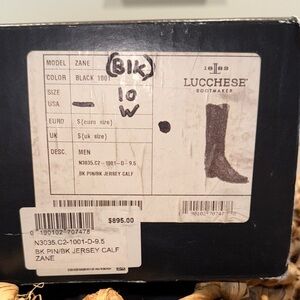 MODEL ZANE
(BIK)
COLOR BLACK 1001
SIZE
USA
10
W
EURO $(euro size)
UK $(uk size)
DESC. MEN
N3035.C2-1001-D-9.5
BK PIN/BK JERSEY CALF
1883
LUCCHESE
BOOTMAKER
$895.00
N3035.C2-1001-D-9.5
BK PIN/BK JERSEY CALF
ZANE